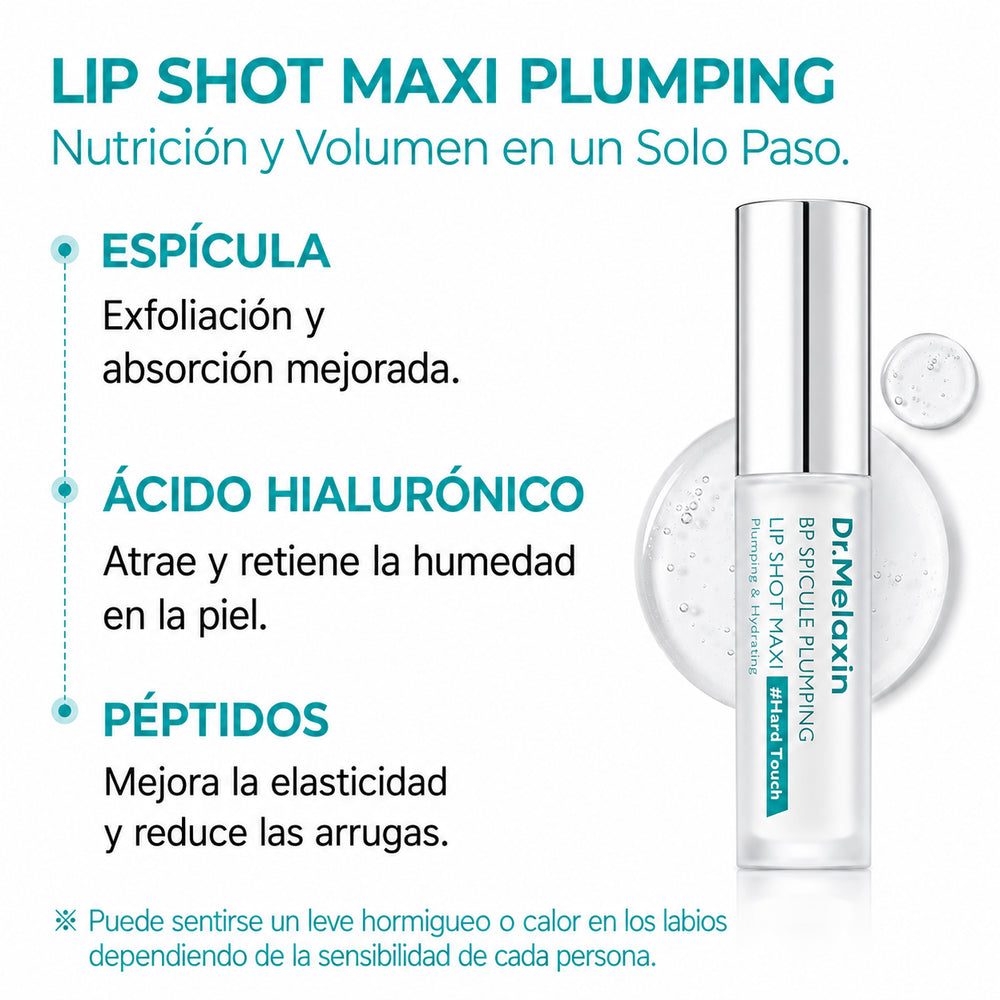 LIP SHOT MAXI PLUMPING
Nutrición y Volumen en un Solo Paso.
ESPÍCULA
Exfoliación y
absorción mejorada.
ÁCIDO HIALURÓNICO
Atrae y retiene la humedad
en la piel.
PÉPTIDOS
Mejora la elasticidad
y reduce las arrugas.
Dr.Melaxin
BP SPICULE PLUMPING
LIP SHOT MAXI #Hard Touch
Plumping & Hydrating
※ Puede sentirse un leve hormigueo o calor en los labios
dependiendo de la sensibilidad de cada persona.